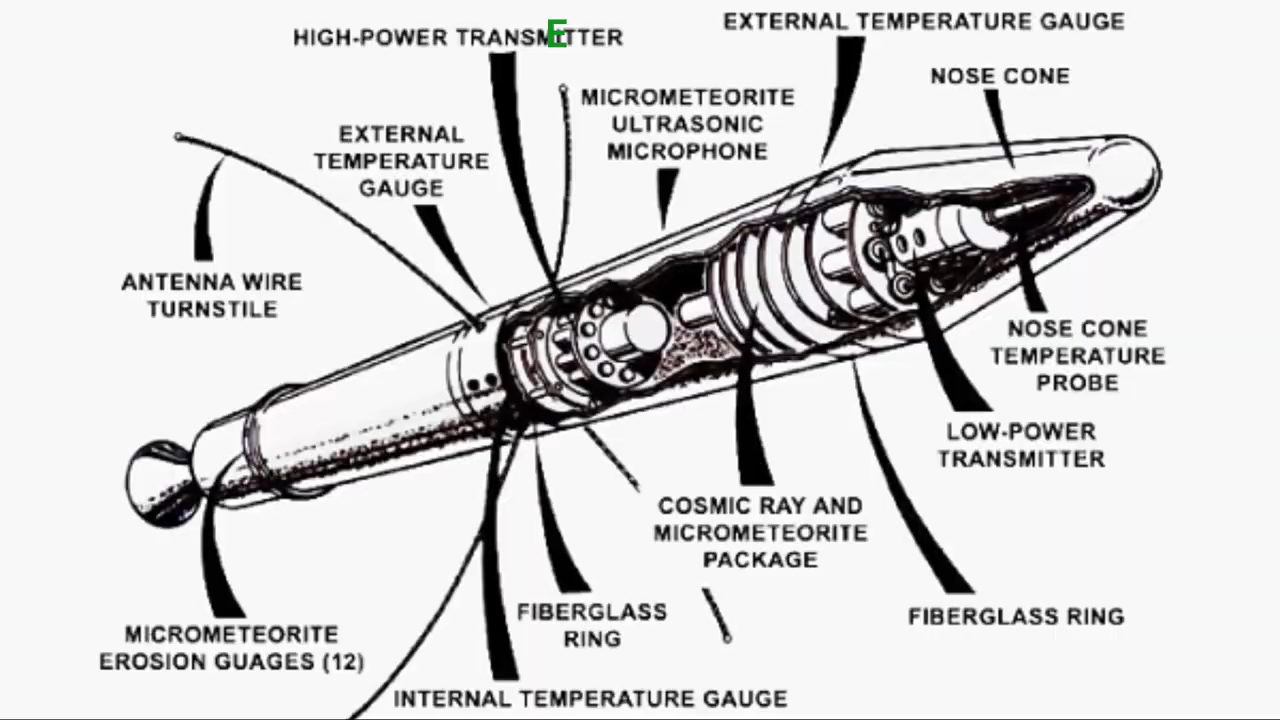 EXTERNAL TEMPERATURE GAUGE
HIGH-POWER TRANSMITTER
E
NOSE CONE
MICROMETEORITE
ULTRASONIC
MICROPHONE
EXTERNAL
TEMPERATURE
GAUGE
ANTENNA WIRE
TURNSTILE
NOSE CONE
TEMPERATURE
PROBE
LOW-POWER
TRANSMITTER
COSMIC RAY AND
MICROMETEORITE
PACKAGE
FIBERGLASS
RING
FIBERGLASS RING
MICROMETEORITE
EROSION GUAGES (12)
INTERNAL TEMPERATURE GAUGE